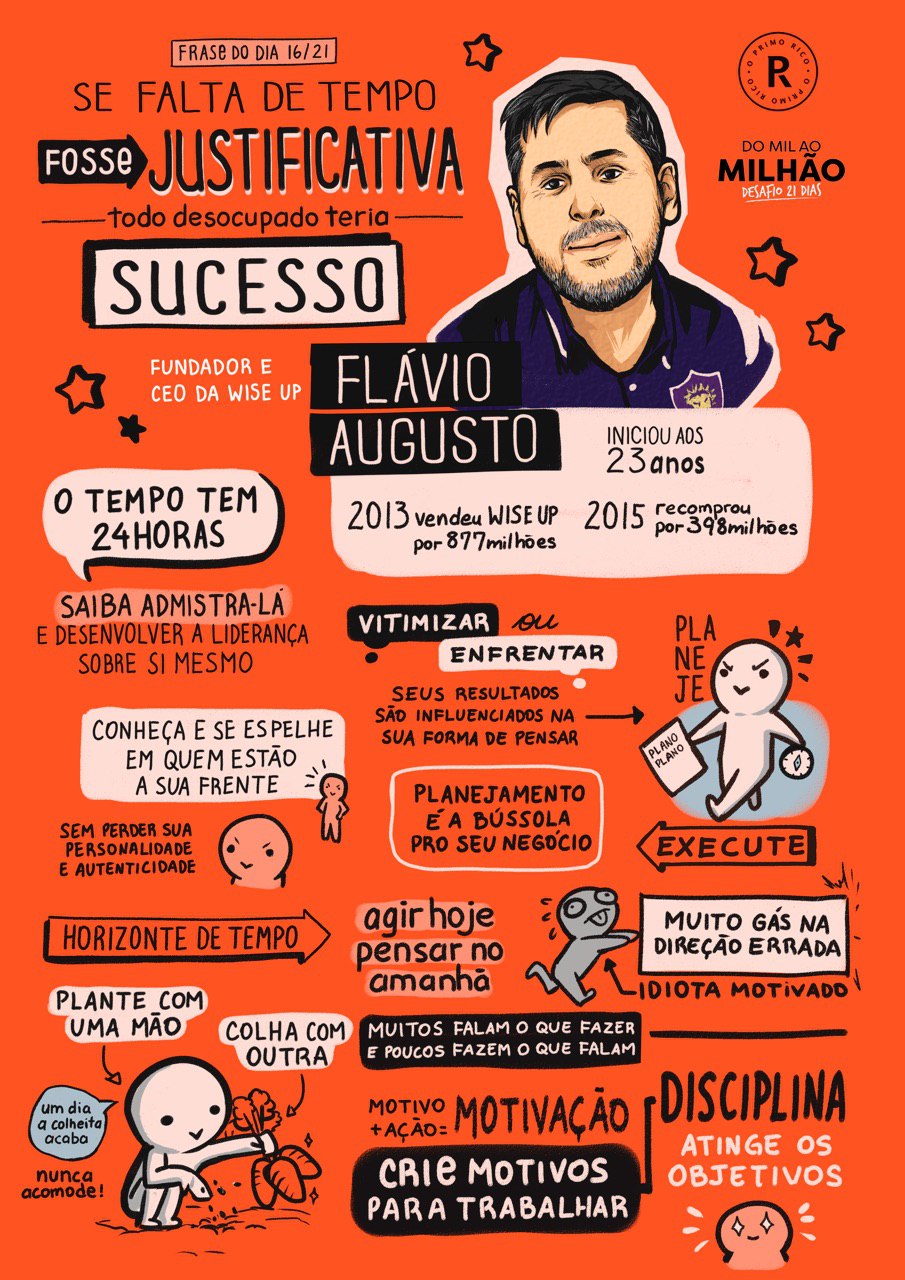 FRASE DO DIA 16/21
SE FALTA DE TEMPO
FOSSE JUSTIFICATIVA
todo desocupado teria
SUCESSO
O PRIMO RICO • O PRIMO RICO •
R
DO MIL AO
MILHÃO
DESAFIO 21 DIAS
FUNDADOR E
CEO DA WISE UP
FLÁVIO
AUGUSTO
INICIOU AOS
23 anos
2013 vendeu WISE UP
por 877milhões
2015 recomprou
por 398milhões
O TEMPO TEM
24HORAS
SAIBA ADMISTRA-LÁ
E DESENVOLVER A LIDERANÇA
SOBRE SI MESMO
VITIMIZAR ou
ENFRENTAR
SEUS RESULTADOS
SÃO INFLUENCIADOS NA
SUA FORMA DE PENSAR
PLA
NE
JE
PLANO
PLANO
CONHEÇA E SE ESPELHE
EM QUEM ESTÃO
A SUA FRENTE
SEM PERDER SUA
PERSONALIDADE
E AUTENTICIDADE
PLANEJAMENTO
É A BÚSSOLA
PRO SEU NEGÓCIO
EXECUTE
HORIZONTE DE TEMPO
agir hoje
pensar no
amanhã
MUITO GÁS NA
DIREÇÃO ERRADA
IDIOTA MOTIVADO
PLANTE COM
UMA MÃO
COLHA COM
OUTRA
um dia
a colheita
acaba
nunca
acomode!
MUITOS FALAM O QUE FAZER
E POUCOS FAZEM O QUE FALAM
MOTIVO
+AÇÃO= MOTIVAÇÃO
CRIE MOTIVOS
PARA TRABALHAR
DISCIPLINA
ATINGE OS
OBJETIVOS